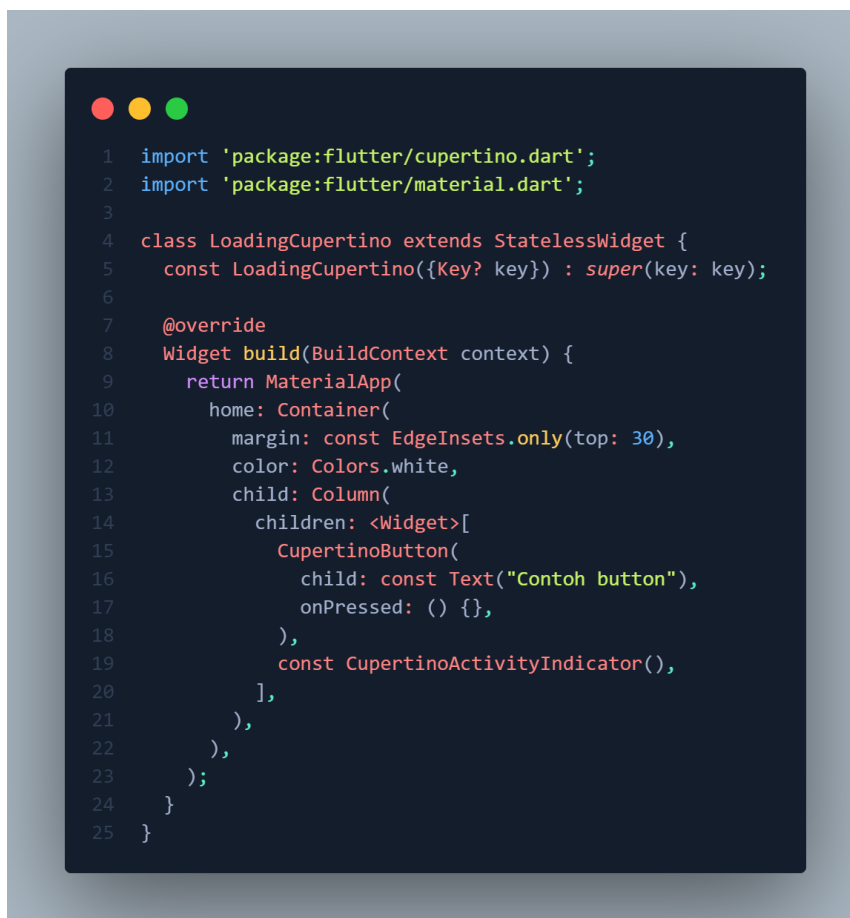 1 import 'package:flutter/cupertino.dart';
2 import 'package:flutter/material.dart';
3
4 class LoadingCupertino extends StatelessWidget {
5   const LoadingCupertino({Key? key}) : super(key: key);
6
7   @override
8   Widget build(BuildContext context) {
9     return MaterialApp(
10       home: Container(
11         margin: const EdgeInsets.only(top: 30),
12         color: Colors.white,
13         child: Column(
14           children: <Widget>[
15             CupertinoButton(
16               child: const Text("Contoh button"),
17               onPressed: () {},
18             ),
19             const CupertinoActivityIndicator(),
20           ],
21         ),
22       ),
23     );
24   }
25 }